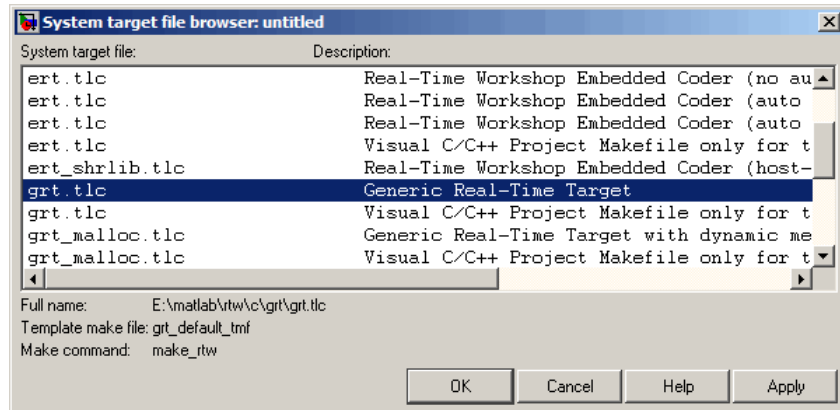 System target file browser: untitled
System target file: Description:
ert.tlc Real-Time Workshop Embedded Coder (no au
ert.tlc Real-Time Workshop Embedded Coder (auto
ert.tlc Real-Time Workshop Embedded Coder (auto
ert.tlc Visual C/C++ Project Makefile only for t
ert_shrlib.tlc Real-Time Workshop Embedded Coder (host-
grt.tlc Generic Real-Time Target
grt.tlc Visual C/C++ Project Makefile only for t
grt_malloc.tlc Generic Real-Time Target with dynamic me
grt_malloc.tlc Visual C/C++ Project Makefile only for t
Full name: E:\matlab\rtw\c\grt\grt.tlc
Template make file: grt_default_tmf
Make command: make_rtw
OK Cancel Help Apply